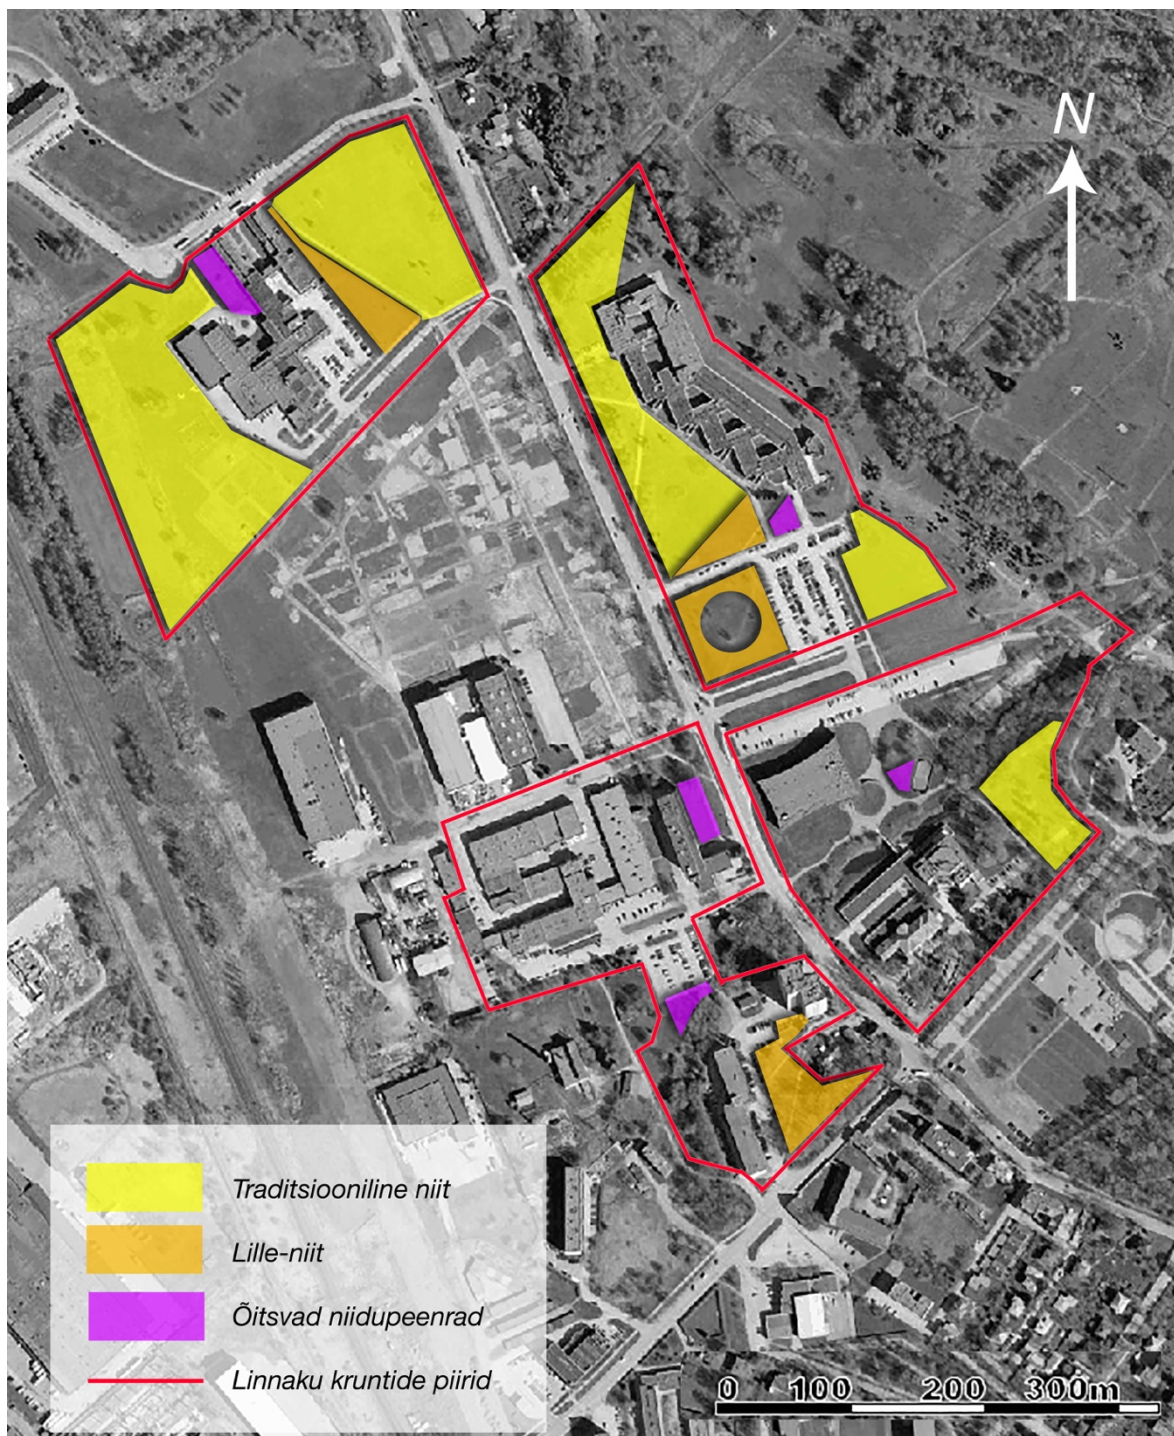 N
Traditsiooniline niit
Lille-niit
Õitsvad niidupeenrad
Linnaku kruntide piirid
0 100 200 300m